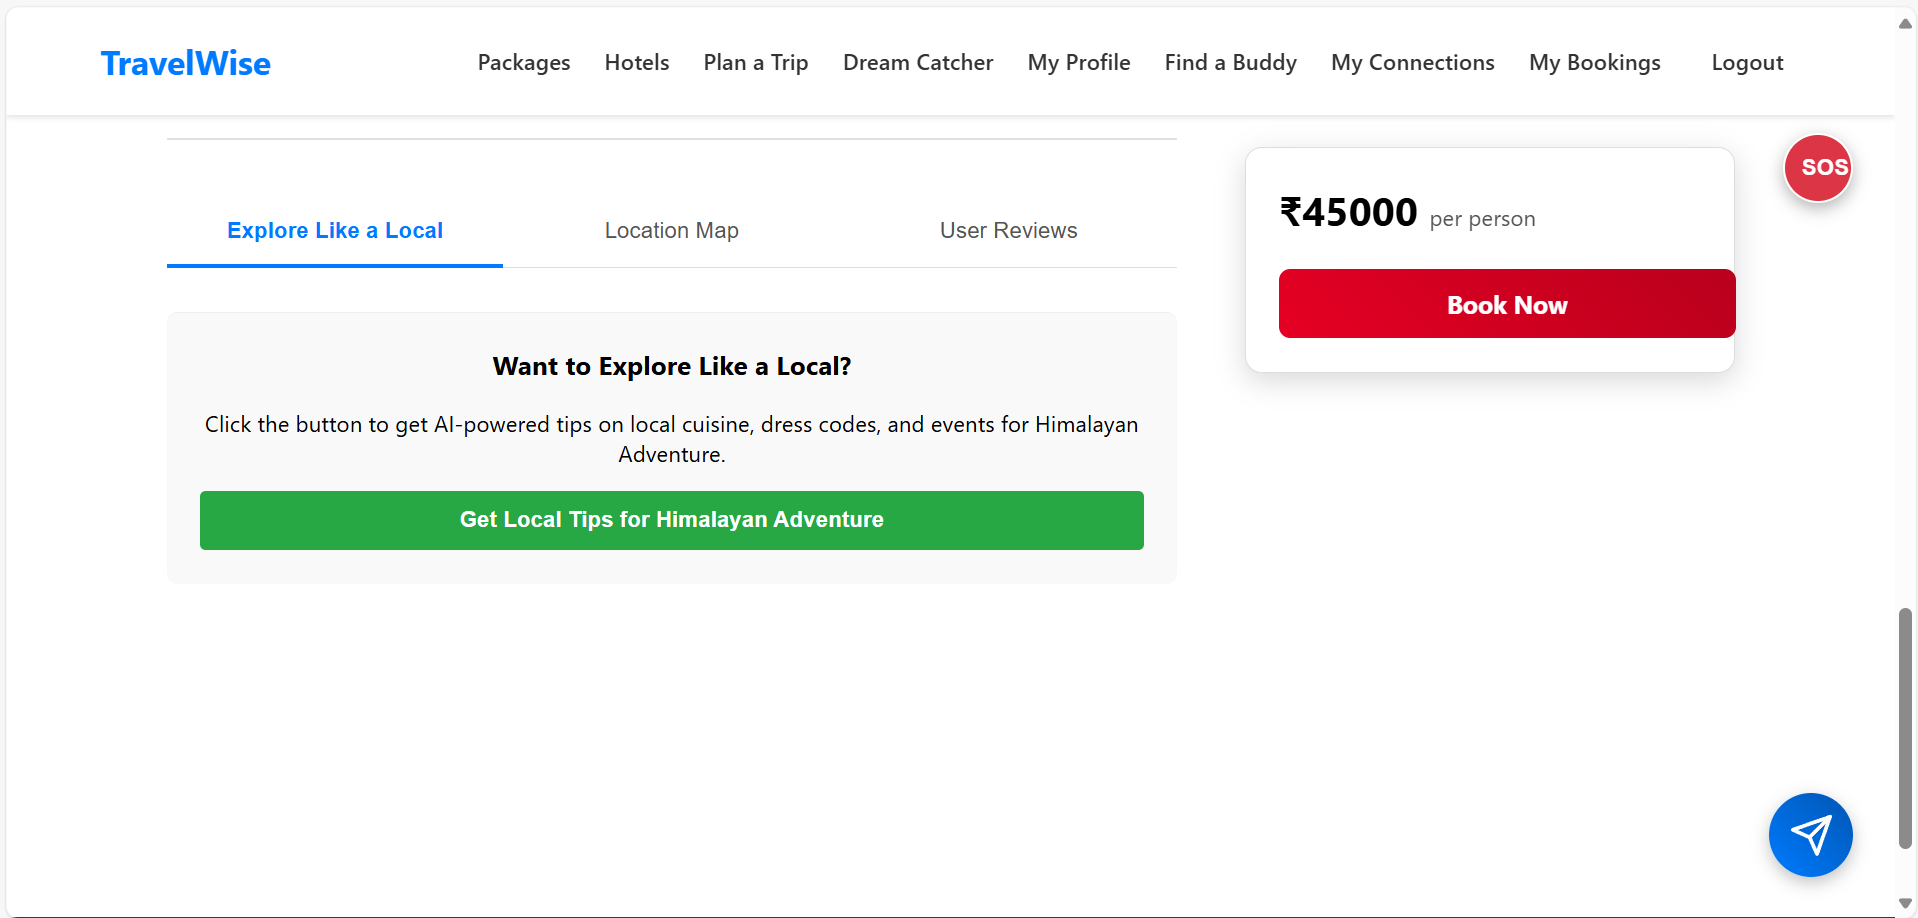 TravelWise
Packages
Hotels
Plan a Trip
Dream Catcher
My Profile
Find a Buddy
My Connections
My Bookings
Logout
Explore Like a Local
Location Map
User Reviews
Want to Explore Like a Local?
Click the button to get AI-powered tips on local cuisine, dress codes, and events for Himalayan
Adventure.
Get Local Tips for Himalayan Adventure
₹45000 per person
Book Now
SOS